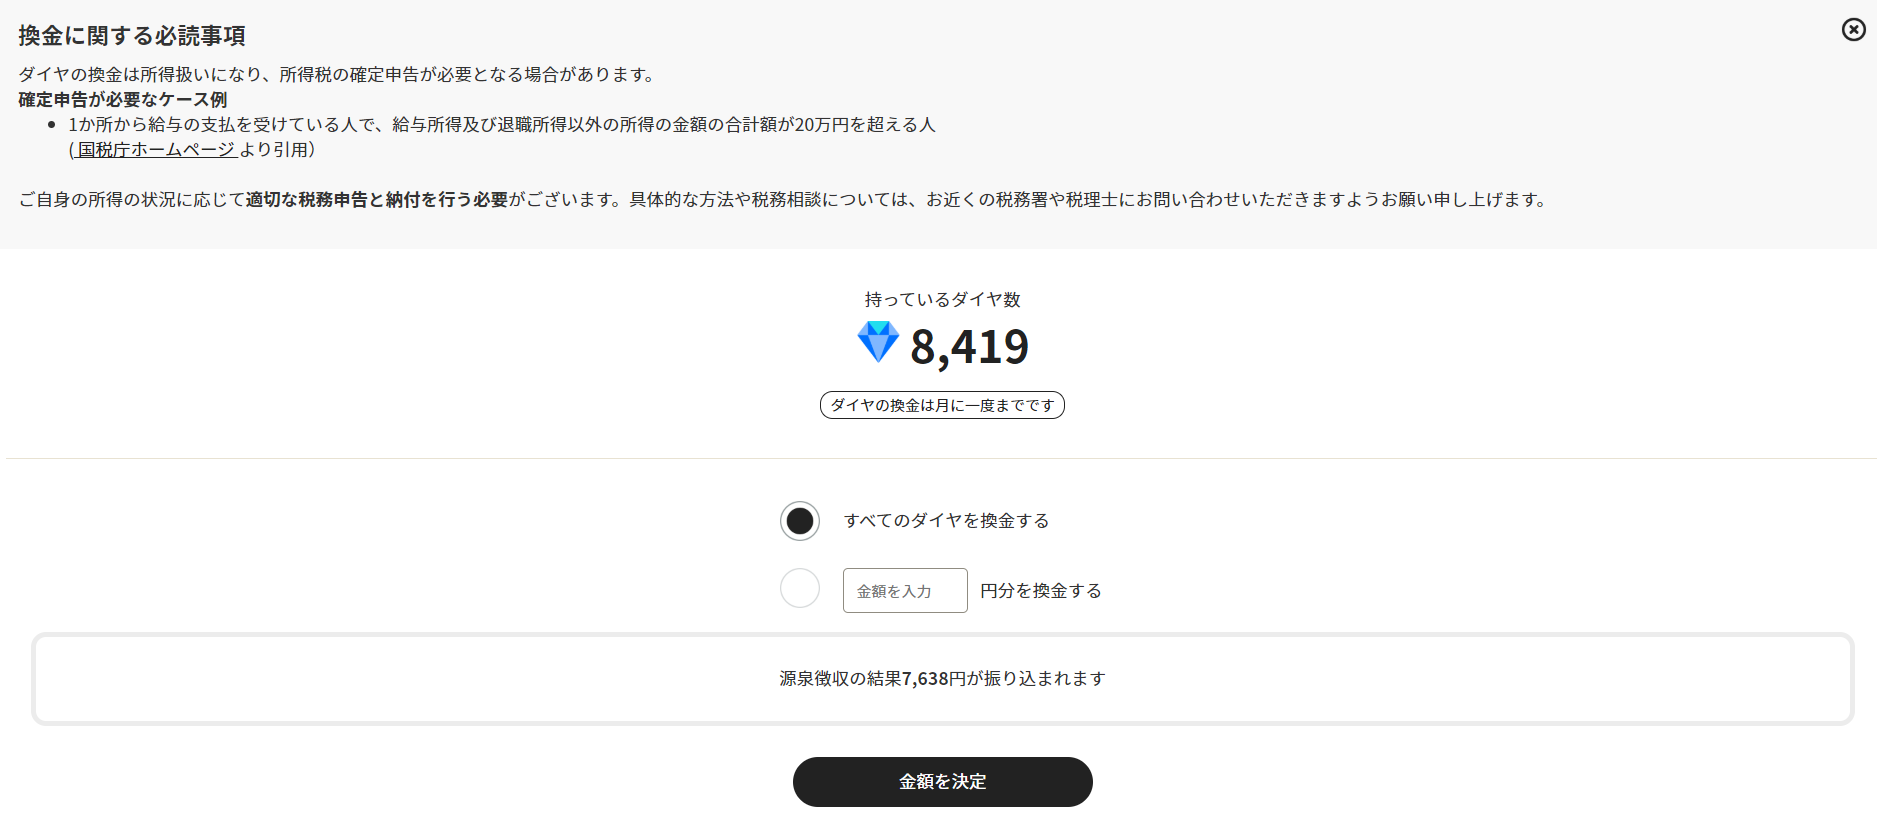 換金に関する必読事項
ダイヤの換金は所得扱いになり、所得税の確定申告が必要となる場合があります。
確定申告が必要なケース例
• 1か所から給与の支払を受けている人で、給与所得及び退職所得以外の所得の金額の合計額が20万円を超える人
( 国税庁ホームページ より引用）
ご自身の所得の状況に応じて適切な税務申告と納付を行う必要がございます。具体的な方法や税務相談については、お近くの税務署や税理士にお問い合わせいただきますようお願い申し上げます。
持っているダイヤ数
8,419
ダイヤの換金は月に一度までです
すべてのダイヤを換金する
金額を入力 円分を換金する
源泉徴収の結果7,638円が振り込まれます
金額を決定